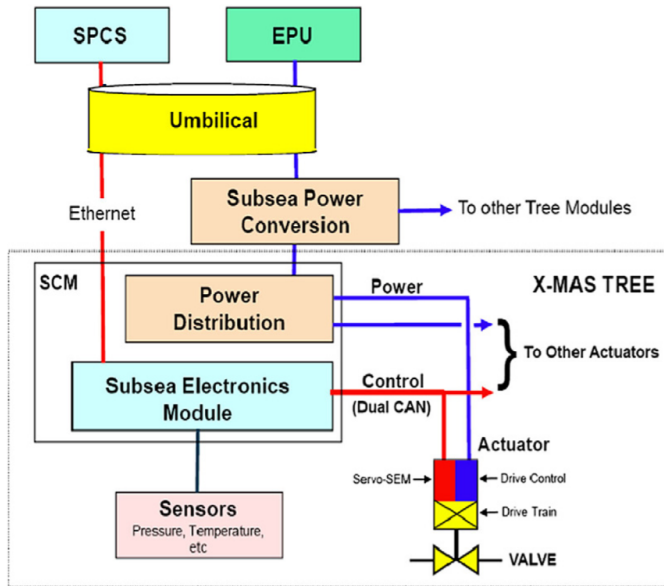 SPCS
EPU
Umbilical
Ethernet
Subsea Power
Conversion
To other Tree Modules
SCM
Power
Distribution
Power
X-MAS TREE
To Other Actuators
Subsea Electronics
Module
Control
(Dual CAN)
Actuator
Servo-SEM
Drive Control
Drive Train
Sensors
Pressure, Temperature,
etc
VALVE